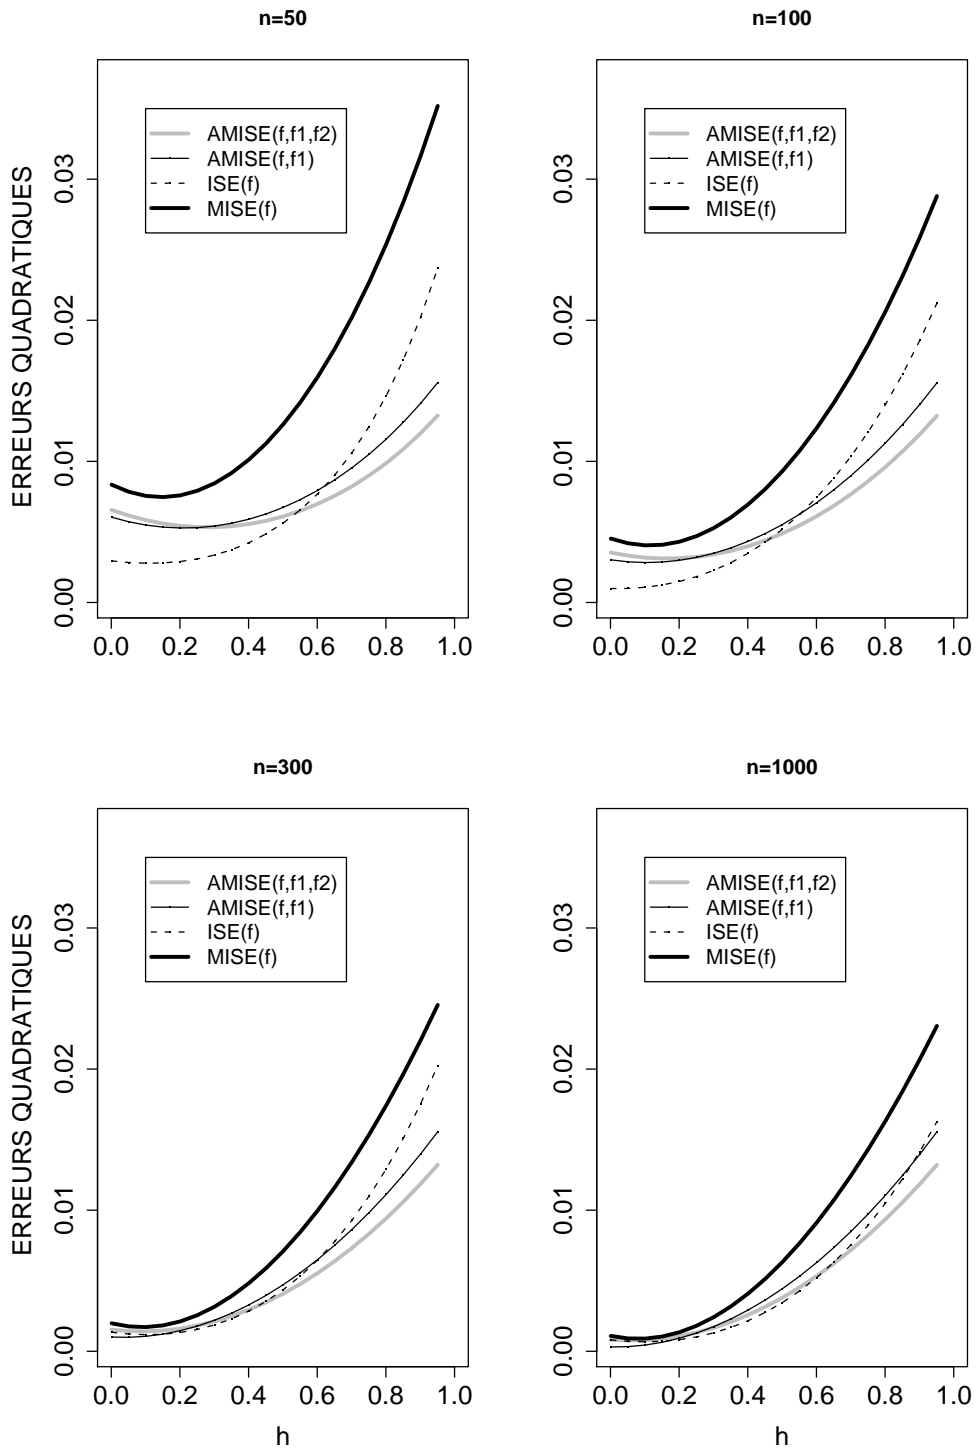 n=50
ERREURS QUADRATIQUES
0.00 0.01 0.02 0.03
AMISE(f,f1,f2)
AMISE(f,f1)
ISE(f)
MISE(f)
0.0 0.2 0.4 0.6 0.8 1.0
n=100
0.00 0.01 0.02 0.03
AMISE(f,f1,f2)
AMISE(f,f1)
ISE(f)
MISE(f)
0.0 0.2 0.4 0.6 0.8 1.0
n=300
ERREURS QUADRATIQUES
0.00 0.01 0.02 0.03
AMISE(f,f1,f2)
AMISE(f,f1)
ISE(f)
MISE(f)
0.0 0.2 0.4 0.6 0.8 1.0
h
n=1000
0.00 0.01 0.02 0.03
AMISE(f,f1,f2)
AMISE(f,f1)
ISE(f)
MISE(f)
0.0 0.2 0.4 0.6 0.8 1.0
h